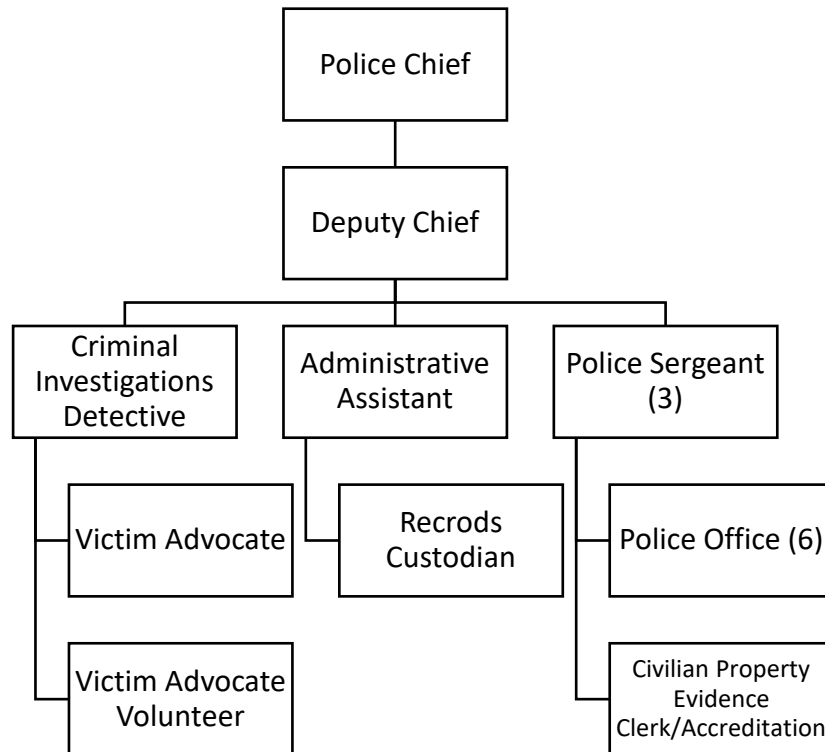 Police Chief
Deputy Chief
Criminal
Investigations
Detective
Administrative
Assistant
Police Sergeant
(3)
Victim Advocate
Recrods
Custodian
Police Office (6)
Victim Advocate
Volunteer
Civilian Property
Evidence
Clerk/Accreditation